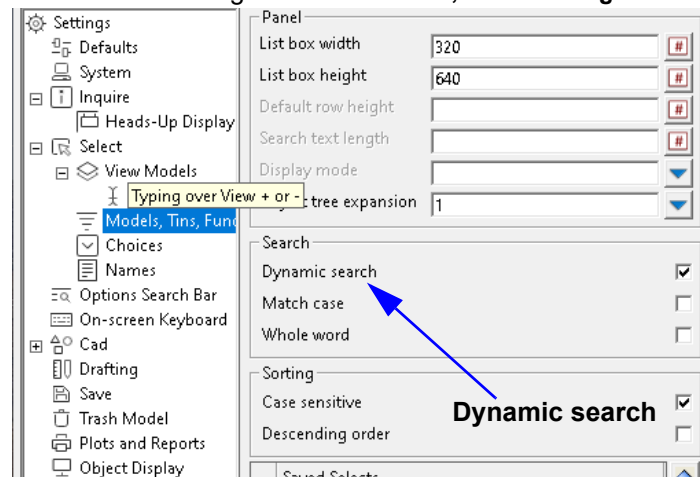 Settings
Defaults
System
Inquire
Heads-Up Display
Select
View Models
Typing over View + or -
Models, Tins, Func
Choices
Names
Options Search Bar
On-screen Keyboard
Cad
Drafting
Save
Trash Model
Plots and Reports
Object Display
Panel
List box width 320
List box height 640
Default row height
Search text length
Display mode
tree expansion 1
Search
Dynamic search
Match case
Whole word
Sorting
Case sensitive
Descending order
Dynamic search
Saved Selects